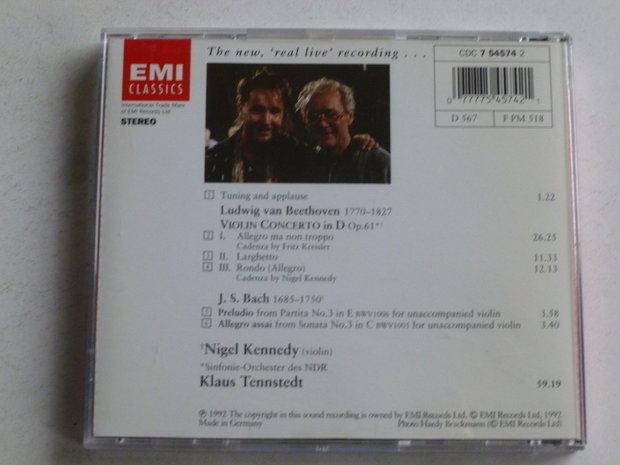 The new, ‘real live’ recording . . .
EMI
CLASSICS
International Trade Mark
of EMI Records Ltd
STEREO
CDC 7 54574 2
0 77775 45742 1
D 567 F PM 518
1 Tuning and applause 1.22
Ludwig van Beethoven 1770–1827
VIOLIN CONCERTO in D Op.61*†
2 I. Allegro ma non troppo 26.25
Cadenza by Fritz Kreisler
3 II. Larghetto 11.33
4 III. Rondo (Allegro) 12.13
Cadenza by Nigel Kennedy
J. S. Bach 1685–1750†
5 Preludio from Partita No.3 in E BWV1006 for unaccompanied violin 3.58
6 Allegro assai from Sonata No.3 in C BWV1005 for unaccompanied violin 3.40
†Nigel Kennedy (violin)
*Sinfonie-Orchester des NDR
Klaus Tennstedt 59.19
℗ 1992 The copyright in this sound recording is owned by EMI Records Ltd. © EMI Records Ltd, 1992
Made in Germany Photo Hardy Brackmann (© EMI Records Ltd)